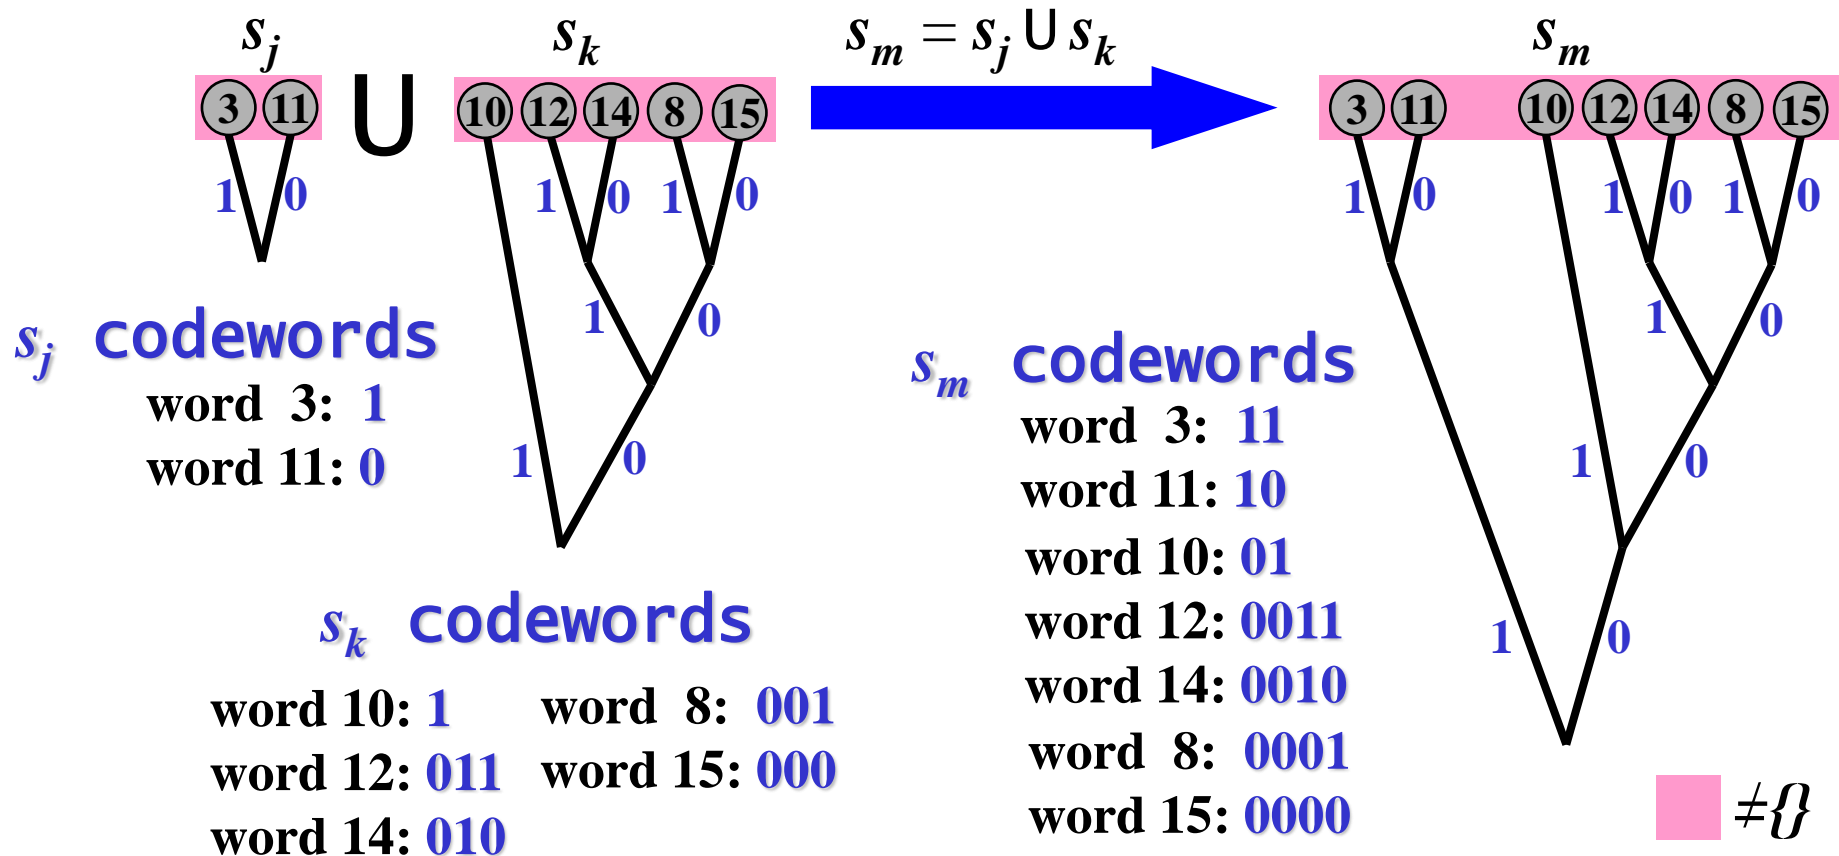 s_j s_k s_m = s_j ∪ s_k s_m
3 11 ∪ 10 12 14 8 15 3 11 10 12 14 8 15
1 0 1 0 1 0 1 0 1 0 1 0
1 0 1 0
s_j codewords
word 3: 1
word 11: 0
1 0 1 0
s_k codewords
word 10: 1
word 12: 011
word 14: 010
word 8: 001
word 15: 000
s_m codewords
word 3: 11
word 11: 10
word 10: 01
word 12: 0011
word 14: 0010
word 8: 0001
word 15: 0000
1 0
≠{}